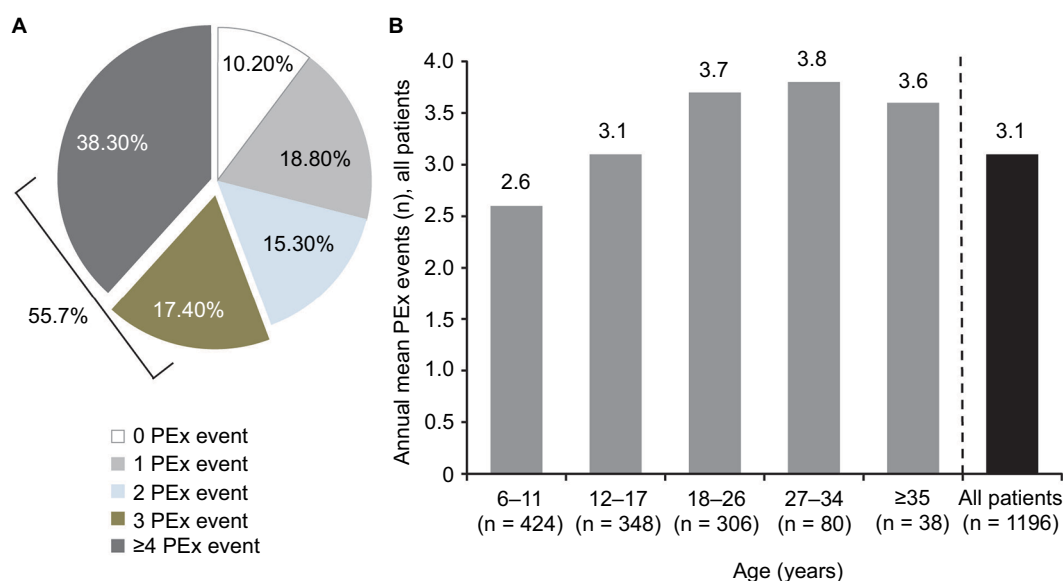 A
10.20%
18.80%
15.30%
17.40%
38.30%
55.7%
0 PEx event
1 PEx event
2 PEx event
3 PEx event
≥4 PEx event
B
Annual mean PEx events (n), all patients
4.0
3.5
3.0
2.5
2.0
1.5
1.0
0.5
0
2.6
3.1
3.7
3.8
3.6
3.1
6–11 12–17 18–26 27–34 ≥35 All patients
(n = 424) (n = 348) (n = 306) (n = 80) (n = 38) (n = 1196)
Age (years)